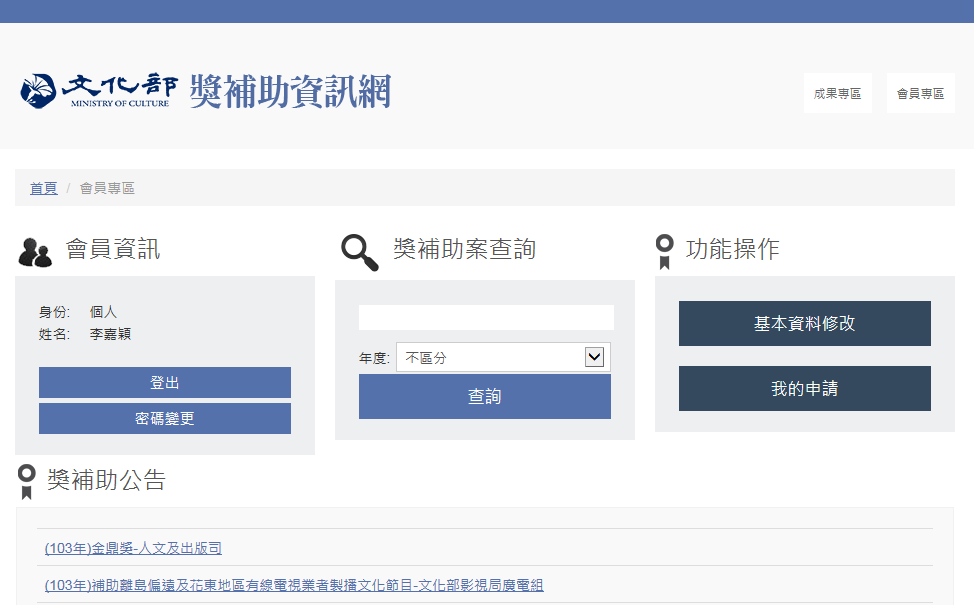 文化部 獎補助資訊網
MINISTRY OF CULTURE
成果專區 會員專區
首頁 / 會員專區
會員資訊
身份: 個人
姓名: 李嘉穎
登出
密碼變更
獎補助案查詢
年度: 不區分
查詢
功能操作
基本資料修改
我的申請
獎補助公告
(103年)金鼎獎-人文及出版司
(103年)補助離島偏遠及花東地區有線電視業者製播文化節目-文化部影視局廣電組